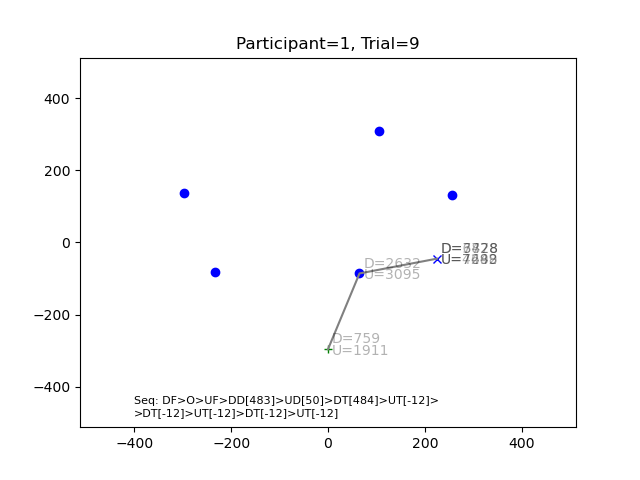 Participant=1, Trial=9
400
200
0
−200
−400
D=2632
U=3095
D=759
U=1911
Seq: DF>O>UF>DD[483]>UD[50]>DT[484]>UT[-12]>
>DT[-12]>UT[-12]>DT[-12]>UT[-12]
−400
−200
0
200
400